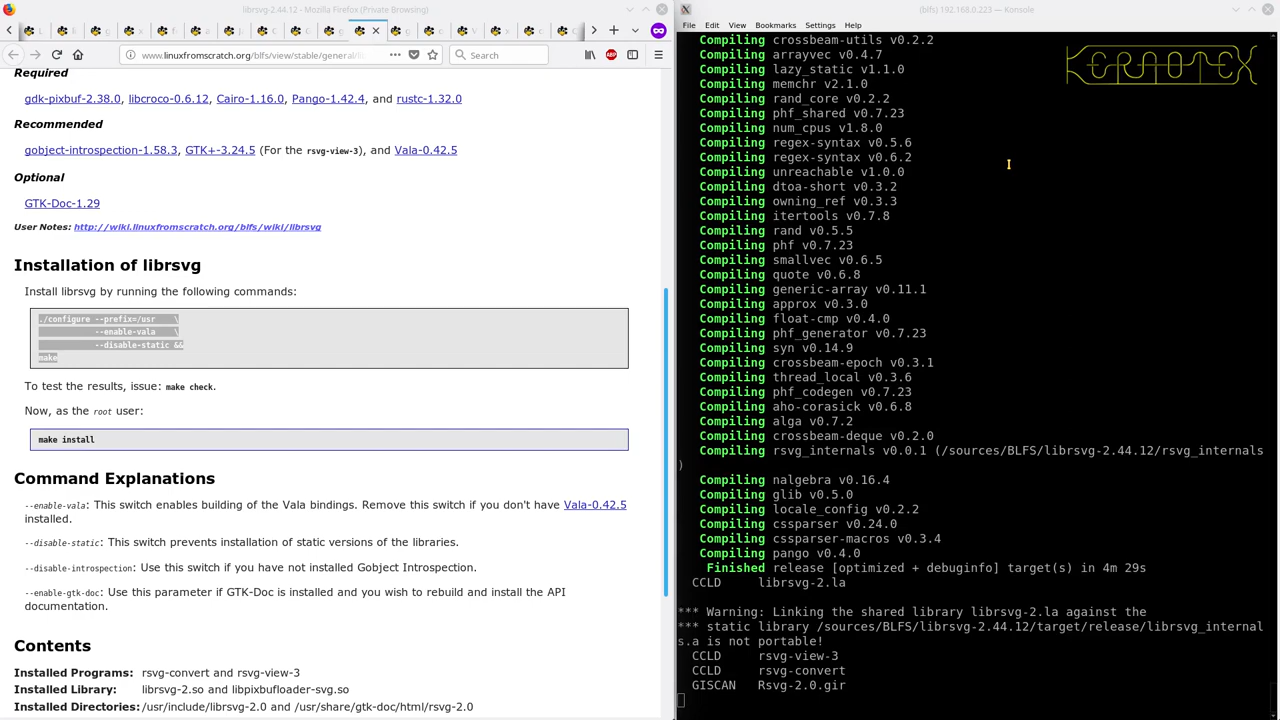 librsvg-2.44.12 - Mozilla Firefox (Private Browsing)
www.linuxfromscratch.org/blfs/view/stable/general/
Search
Required
gdk-pixbuf-2.38.0, libcroco-0.6.12, Cairo-1.16.0, Pango-1.42.4, and rustc-1.32.0
Recommended
gobject-introspection-1.58.3, GTK+-3.24.5 (For the rsvg-view-3), and Vala-0.42.5
Optional
GTK-Doc-1.29
User Notes: http://wiki.linuxfromscratch.org/blfs/wiki/librsvg
Installation of librsvg
Install librsvg by running the following commands:
./configure --prefix=/usr \
--enable-vala \
--disable-static &&
make
To test the results, issue: make check.
Now, as the root user:
make install
Command Explanations
--enable-vala: This switch enables building of the Vala bindings. Remove this switch if you don't have Vala-0.42.5
installed.
--disable-static: This switch prevents installation of static versions of the libraries.
--disable-introspection: Use this switch if you have not installed Gobject Introspection.
--enable-gtk-doc: Use this parameter if GTK-Doc is installed and you wish to rebuild and install the API
documentation.
Contents
Installed Programs: rsvg-convert and rsvg-view-3
Installed Library: librsvg-2.so and libpixbufloader-svg.so
Installed Directories: /usr/include/librsvg-2.0 and /usr/share/gtk-doc/html/rsvg-2.0
(blfs) 192.168.0.223 — Konsole
File Edit View Bookmarks Settings Help
KERAOTEX
Compiling crossbeam-utils v0.2.2
Compiling arrayvec v0.4.7
Compiling lazy_static v1.1.0
Compiling memchr v2.1.0
Compiling rand_core v0.2.2
Compiling phf_shared v0.7.23
Compiling num_cpus v1.8.0
Compiling regex-syntax v0.5.6
Compiling regex-syntax v0.6.2
Compiling unreachable v1.0.0
Compiling dtoa-short v0.3.2
Compiling owning_ref v0.3.3
Compiling itertools v0.7.8
Compiling rand v0.5.5
Compiling phf v0.7.23
Compiling smallvec v0.6.5
Compiling quote v0.6.8
Compiling generic-array v0.11.1
Compiling approx v0.3.0
Compiling float-cmp v0.4.0
Compiling phf_generator v0.7.23
Compiling syn v0.14.9
Compiling crossbeam-epoch v0.3.1
Compiling thread_local v0.3.6
Compiling phf_codegen v0.7.23
Compiling aho-corasick v0.6.8
Compiling alga v0.7.2
Compiling crossbeam-deque v0.2.0
Compiling rsvg_internals v0.0.1 (/sources/BLFS/librsvg-2.44.12/rsvg_internals
)
Compiling nalgebra v0.16.4
Compiling glib v0.5.0
Compiling locale_config v0.2.2
Compiling cssparser v0.24.0
Compiling cssparser-macros v0.3.4
Compiling pango v0.4.0
Finished release [optimized + debuginfo] target(s) in 4m 29s
CCLD librsvg-2.la
*** Warning: Linking the shared library librsvg-2.la against the
*** static library /sources/BLFS/librsvg-2.44.12/target/release/librsvg_internal
s.a is not portable!
CCLD rsvg-view-3
CCLD rsvg-convert
GISCAN Rsvg-2.0.gir